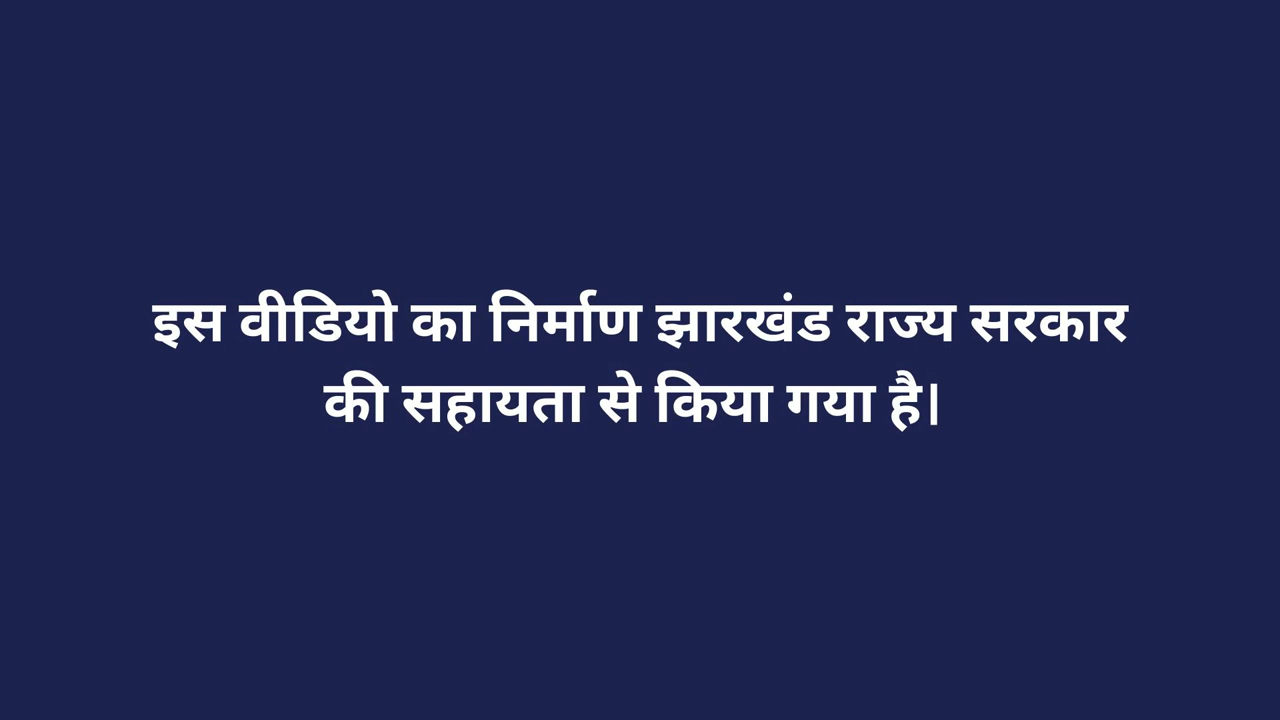 इस वीडियो का निर्माण झारखंड राज्य सरकार
की सहायता से किया गया है।